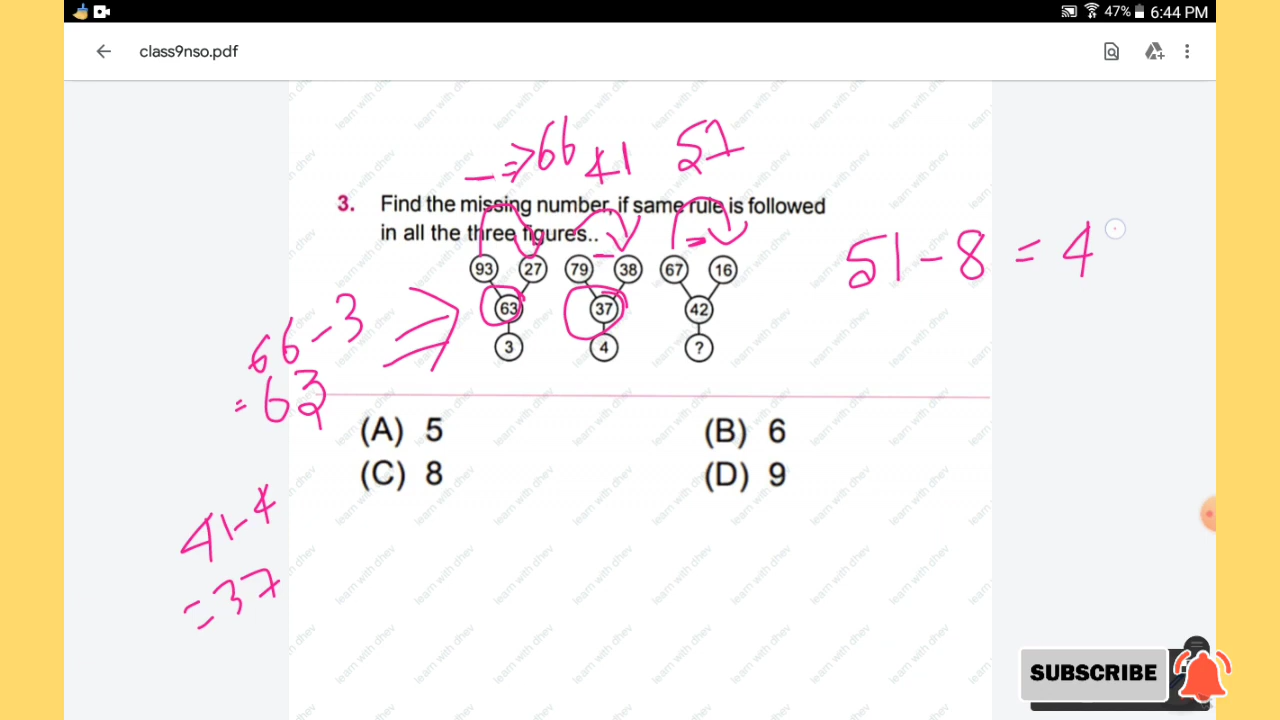 47% 6:44 PM
class9nso.pdf
_ => 66 41 51
3. Find the missing number, if same rule is followed
in all the three figures..
51 - 8 = 4
93 27 79 38 67 16
63 37 42
3 4 ?
66 - 3
= 63
(A) 5 (B) 6
(C) 8 (D) 9
41 - 4
= 37
learn with dhev
SUBSCRIBE